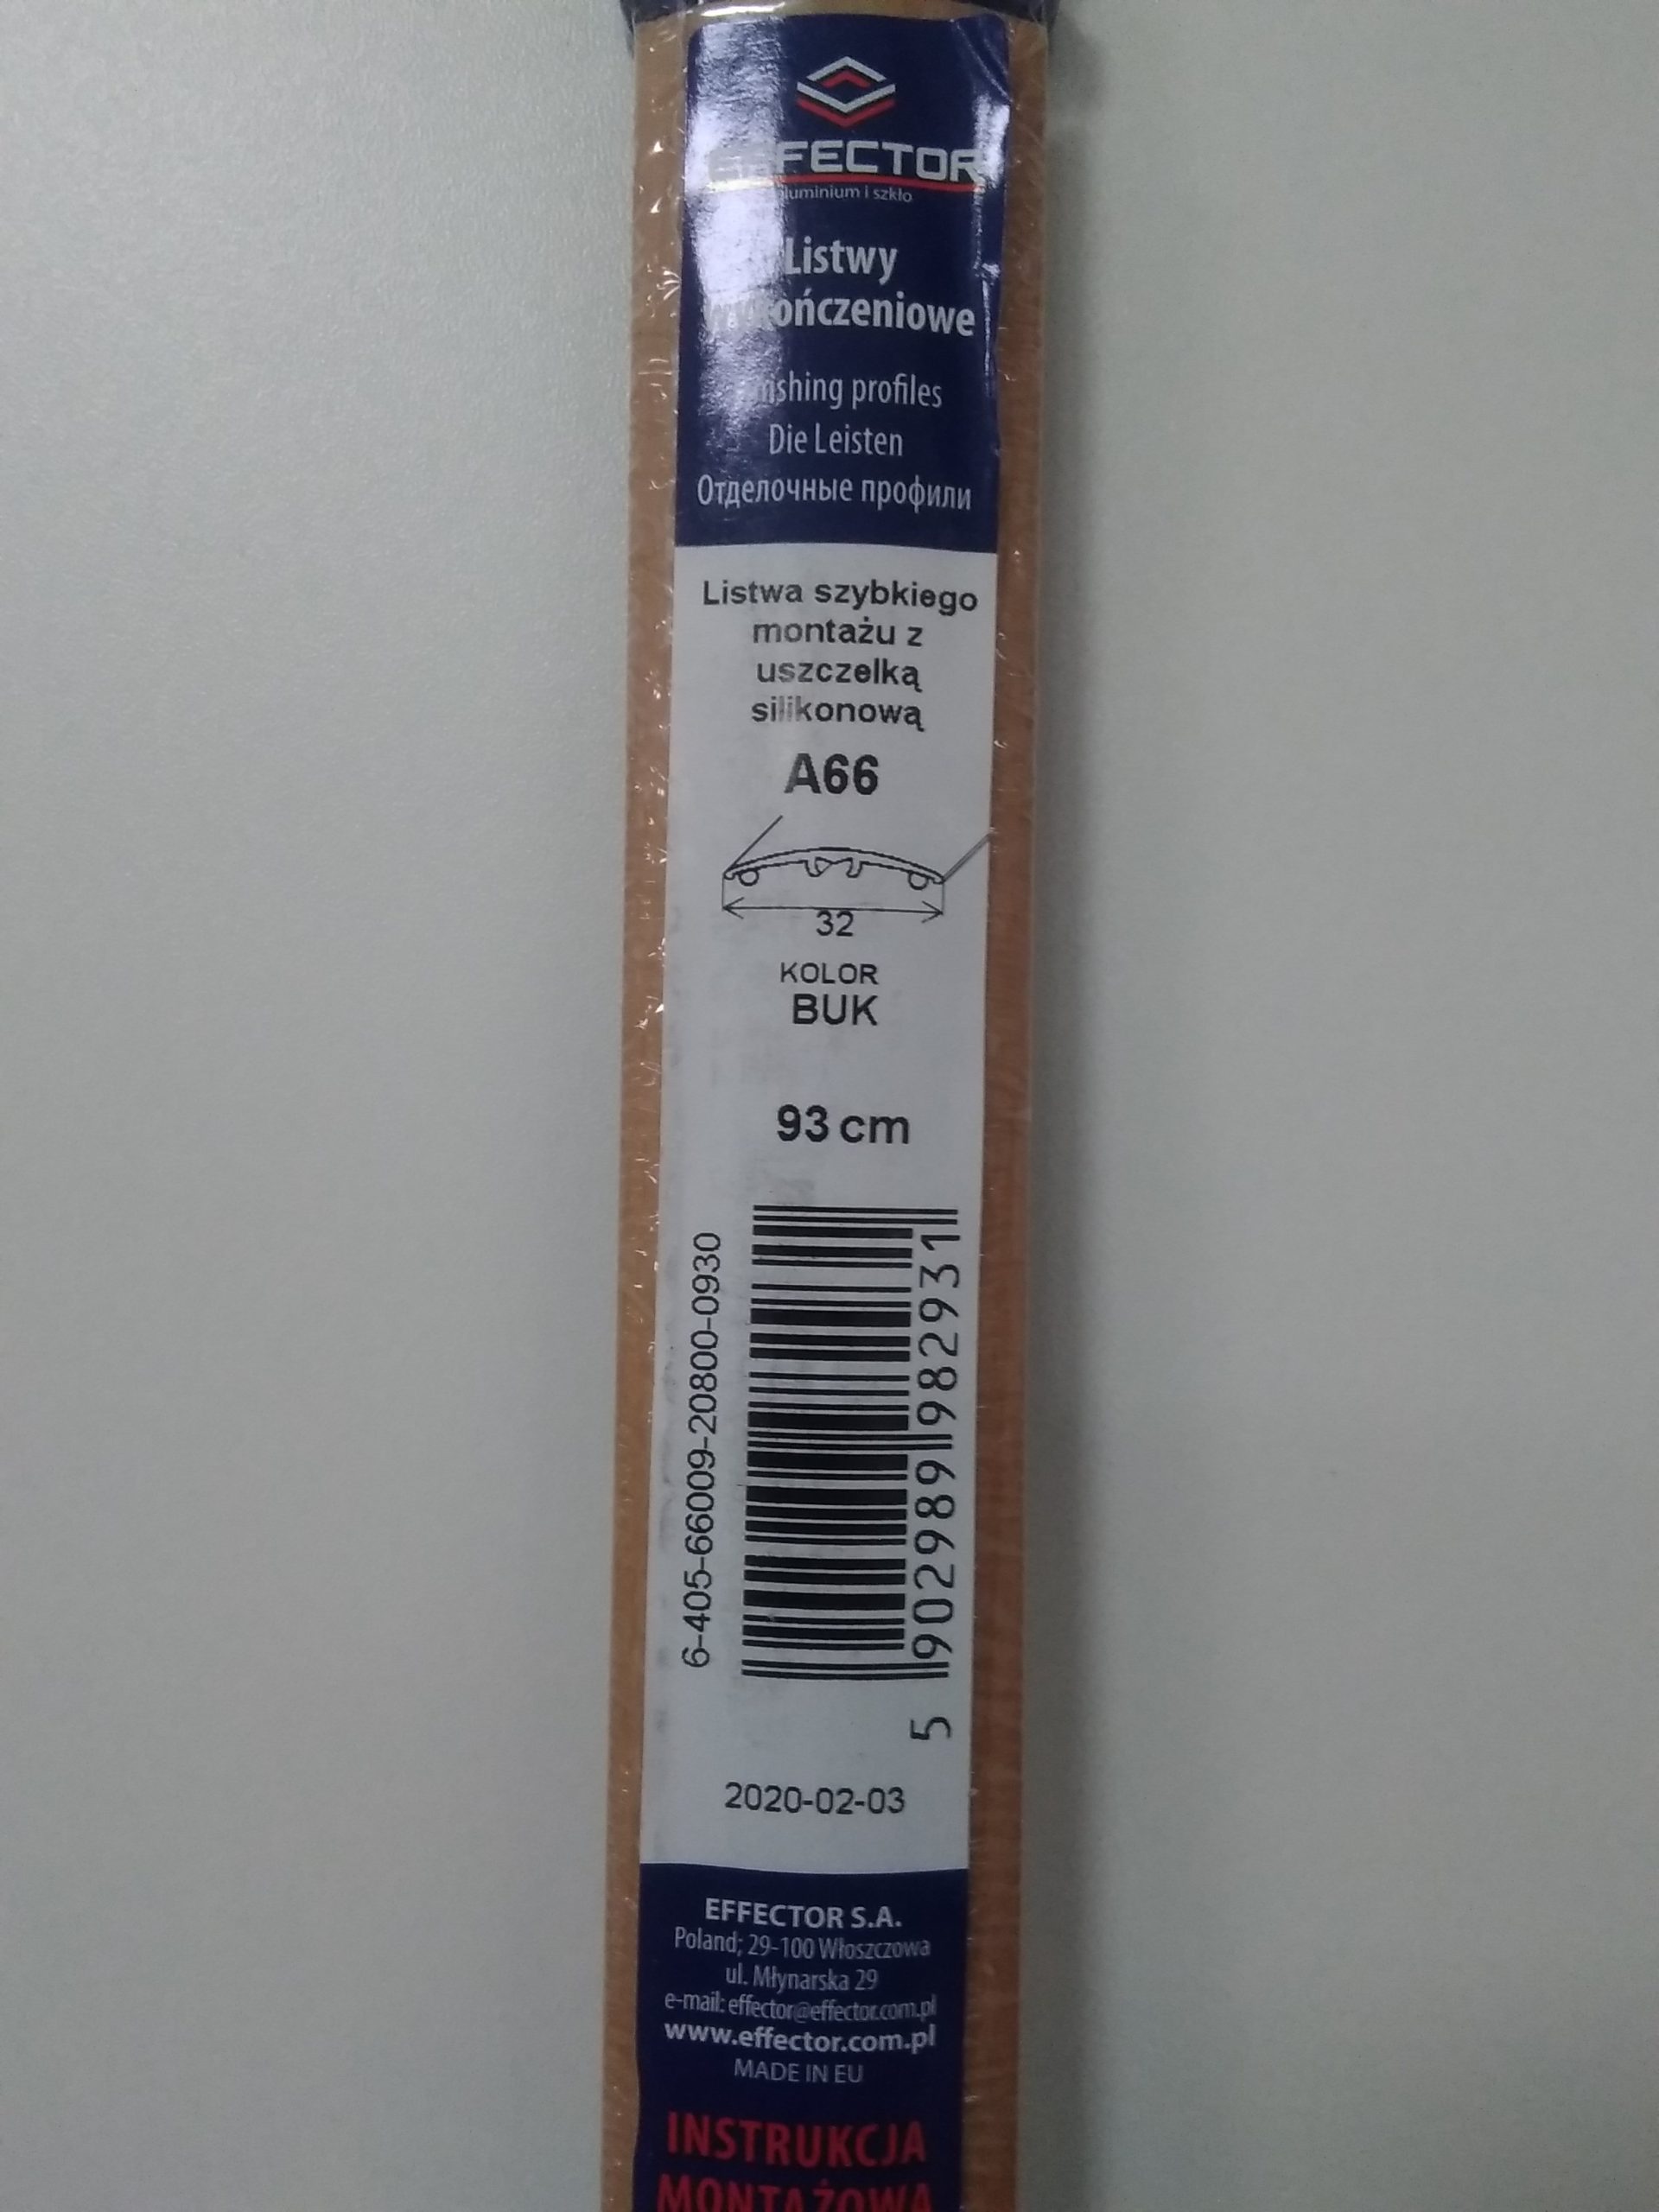 EFFECTOR
aluminium i szkło
Listwy
wykończeniowe
finishing profiles
Die Leisten
Отделочные профили
Listwa szybkiego
montażu z
uszczelką
silikonową
A66
32
KOLOR
BUK
93 cm
6-405-66009-20800-0930
5 902989 982931
2020-02-03
EFFECTOR S.A.
Poland; 29-100 Włoszczowa
ul. Młynarska 29
e-mail: effector@effector.com.pl
www.effector.com.pl
MADE IN EU
INSTRUKCJA
MONTAŻOWA